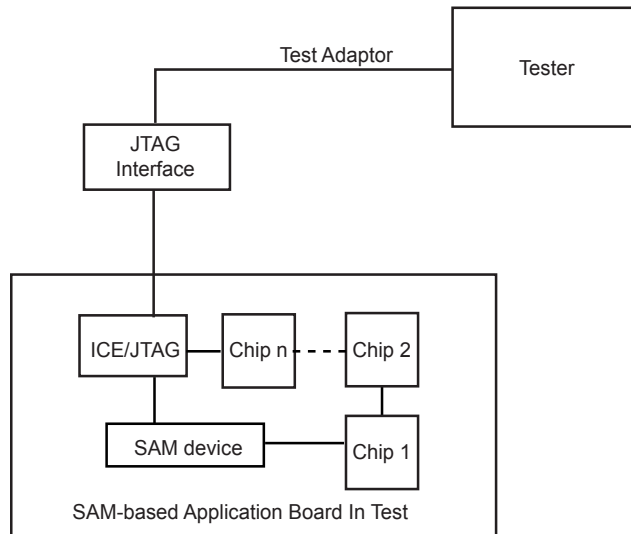 Test Adaptor
Tester
JTAG
Interface
ICE/JTAG
Chip n
Chip 2
SAM device
Chip 1
SAM-based Application Board In Test